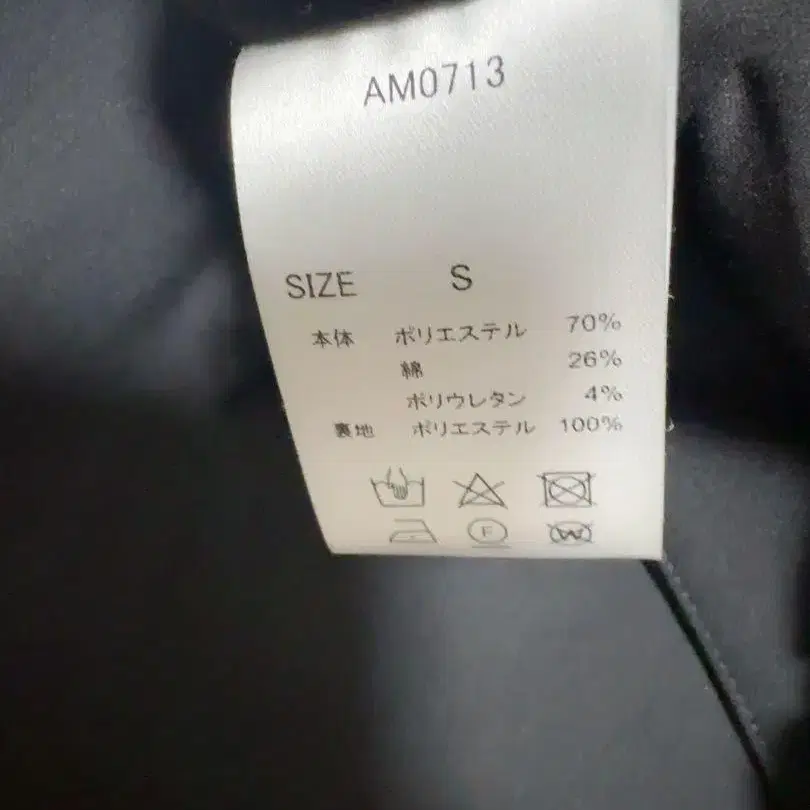 AM0713
SIZE S
本体 ポリエステル 70%
綿 26%
ポリウレタン 4%
裏地 ポリエステル 100%
F W